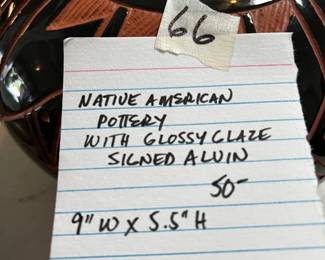 66
NATIVE AMERICAN
POTTERY
WITH GLOSSY GLAZE
SIGNED ALVIN
50-
9" W X 5.5" H